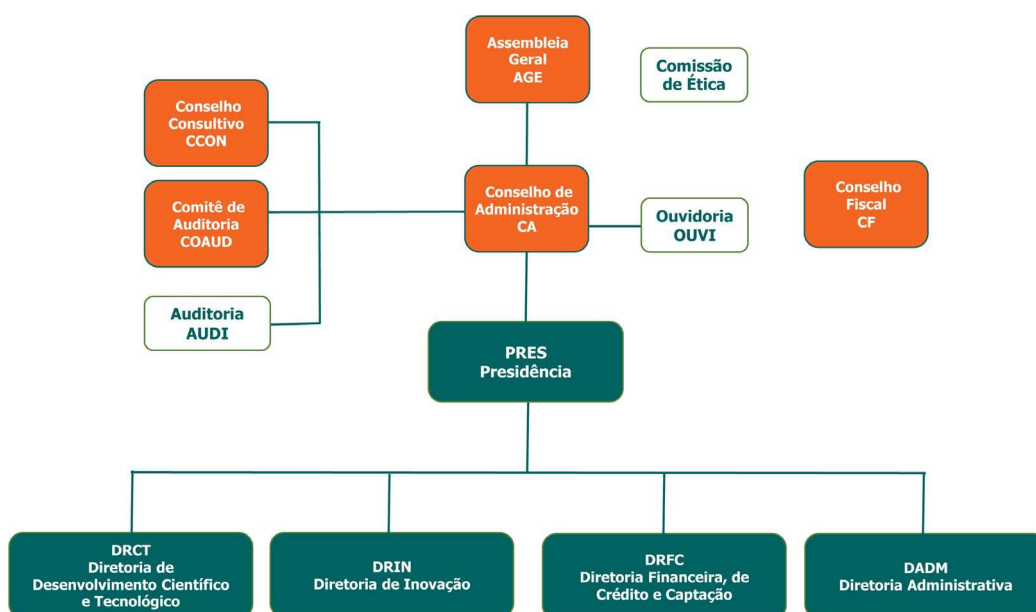 Assembleia
Geral
AGE
Comissão
de Ética
Conselho
Consultivo
CCON
Comitê de
Auditoria
COAUD
Conselho de
Administração
CA
Ouvidoria
OUVI
Conselho
Fiscal
CF
Auditoria
AUDI
PRES
Presidência
DRCT
Diretoria de
Desenvolvimento Científico
e Tecnológico
DRIN
Diretoria de Inovação
DRFC
Diretoria Financeira, de
Crédito e Captação
DADM
Diretoria Administrativa